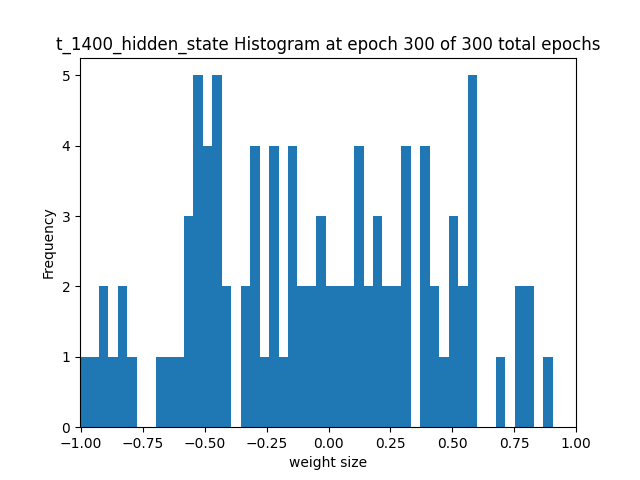 t_1400_hidden_state Histogram at epoch 300 of 300 total epochs
Frequency
5
4
3
2
1
0
−1.00 −0.75 −0.50 −0.25 0.00 0.25 0.50 0.75 1.00
weight size